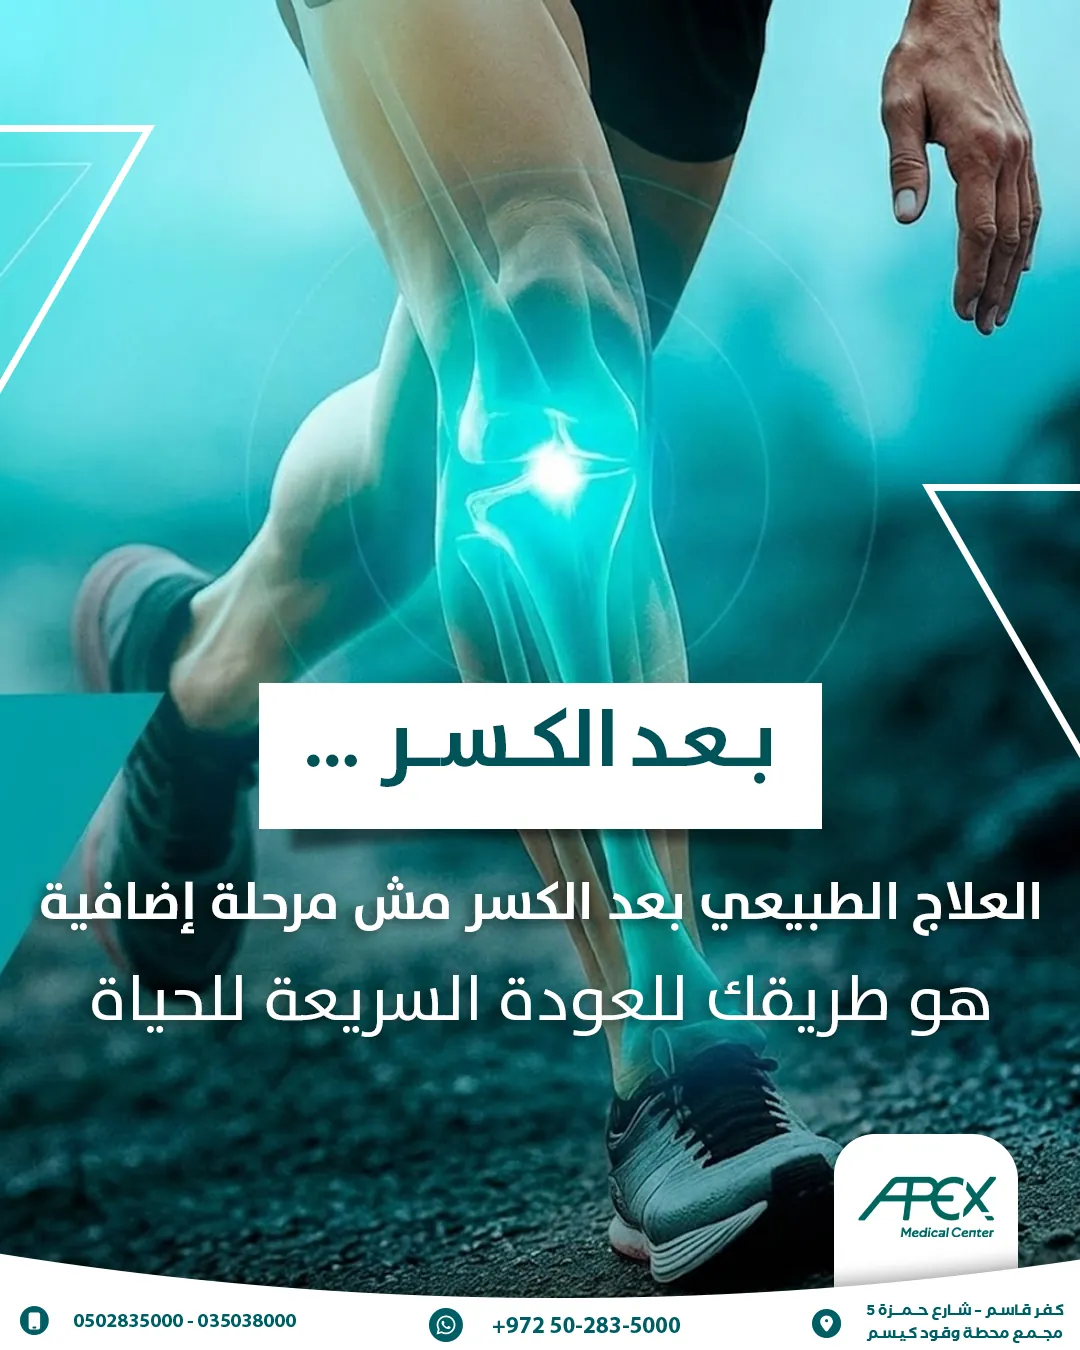 بعد الكسر ...
العلاج الطبيعي بعد الكسر مش مرحلة إضافية
هو طريقك للعودة السريعة للحياة
APEX
Medical Center
0502835000 - 035038000
+972 50-283-5000
كفر قاسم - شارع حمزة 5
مجمع محطة وقود كيسم